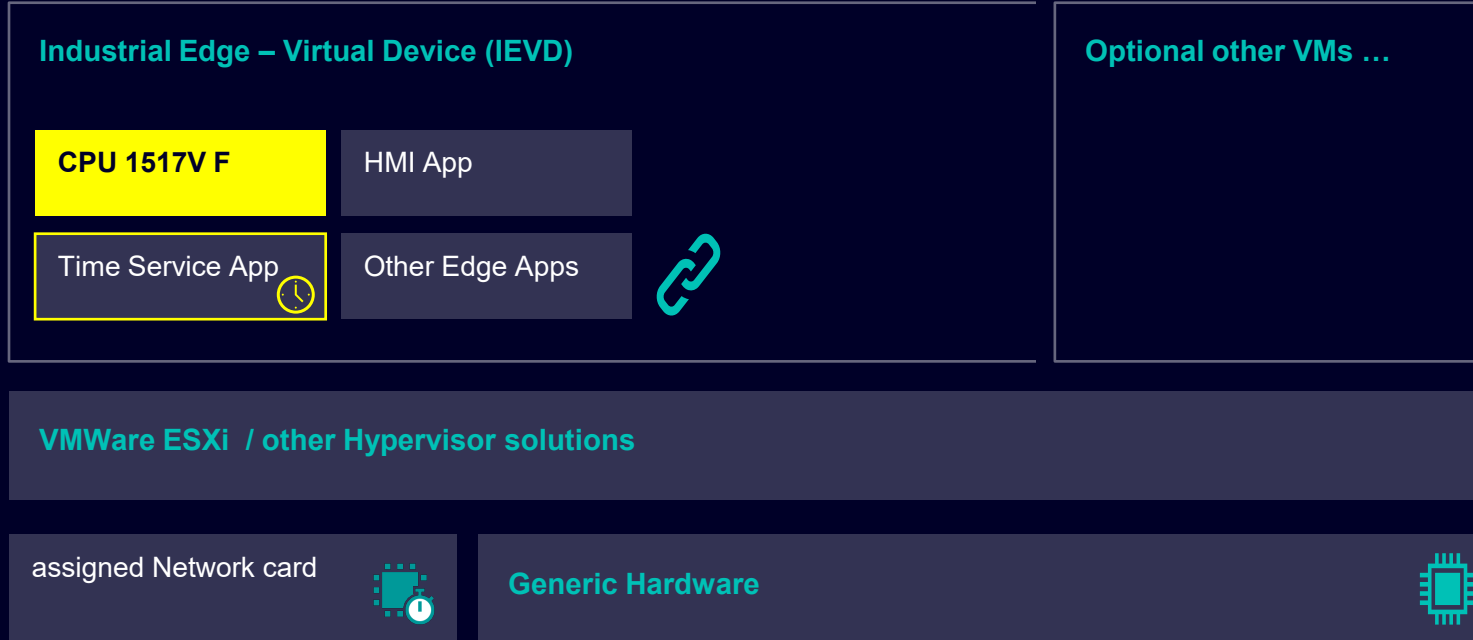 Industrial Edge – Virtual Device (IEVD)
Optional other VMs …
CPU 1517V F
HMI App
Time Service App
Other Edge Apps
VMWare ESXi / other Hypervisor solutions
assigned Network card
Generic Hardware